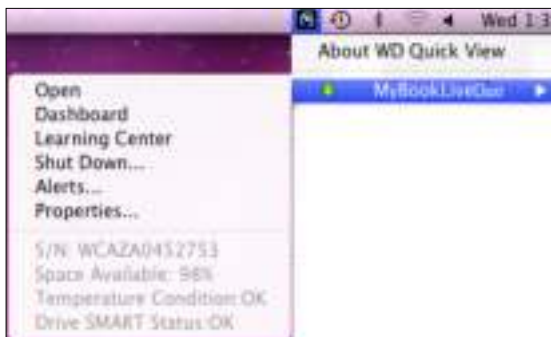 Wed 1:3
About WD Quick View
MyBookLiveDuo
Open
Dashboard
Learning Center
Shut Down...
Alerts...
Properties...
S/N: WCAZA0452753
Space Available: 98%
Temperature Condition:OK
Drive SMART Status:OK